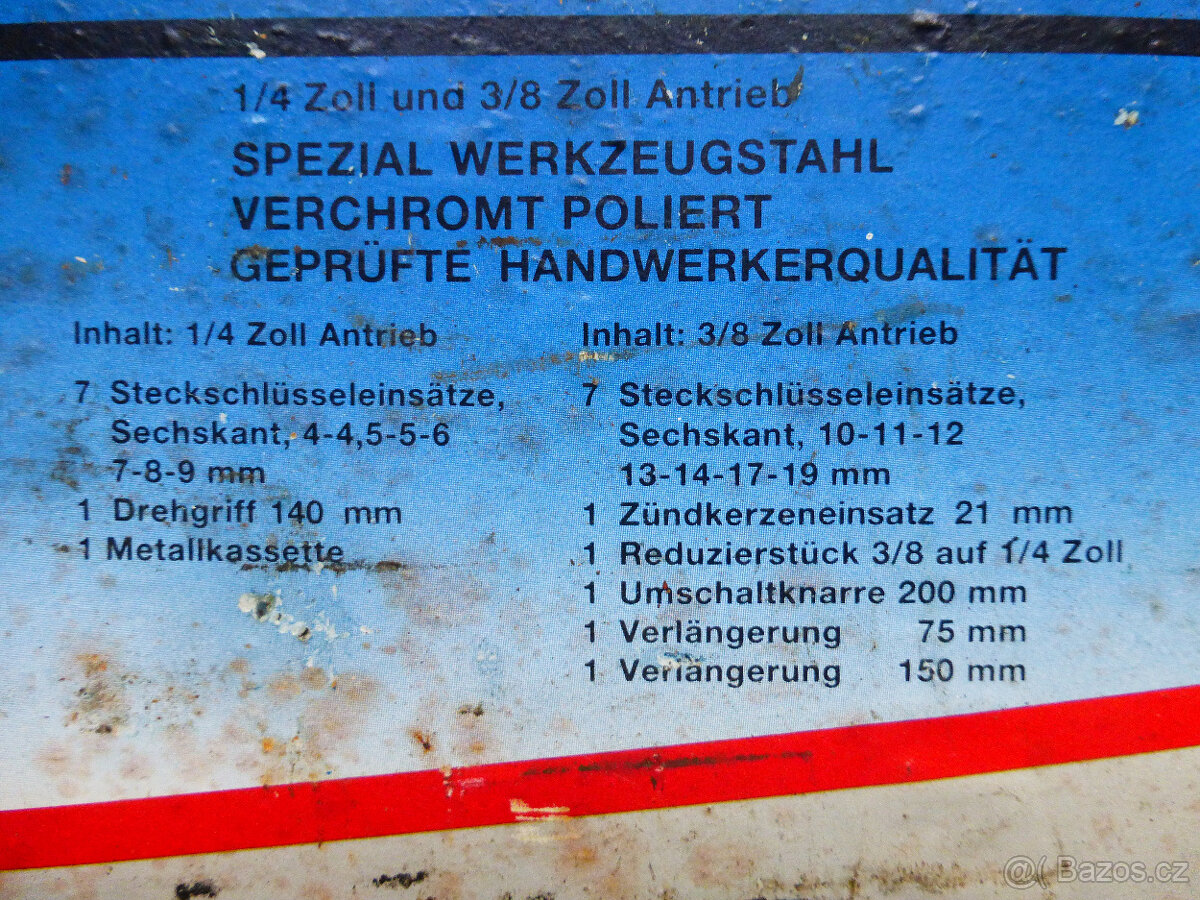 1/4 Zoll und 3/8 Zoll Antrieb
SPEZIAL WERKZEUGSTAHL
VERCHROMT POLIERT
GEPRÜFTE HANDWERKERQUALITÄT
Inhalt: 1/4 Zoll Antrieb
7 Steckschlüsseleinsätze,
Sechskant, 4-4,5-5-6
7-8-9 mm
1 Drehgriff 140 mm
1 Metallkassette
Inhalt: 3/8 Zoll Antrieb
7 Steckschlüsseleinsätze,
Sechskant, 10-11-12
13-14-17-19 mm
1 Zündkerzeneinsatz 21 mm
1 Reduzierstück 3/8 auf 1/4 Zoll
1 Umschaltknarre 200 mm
1 Verlängerung 75 mm
1 Verlängerung 150 mm
Bazos.cz